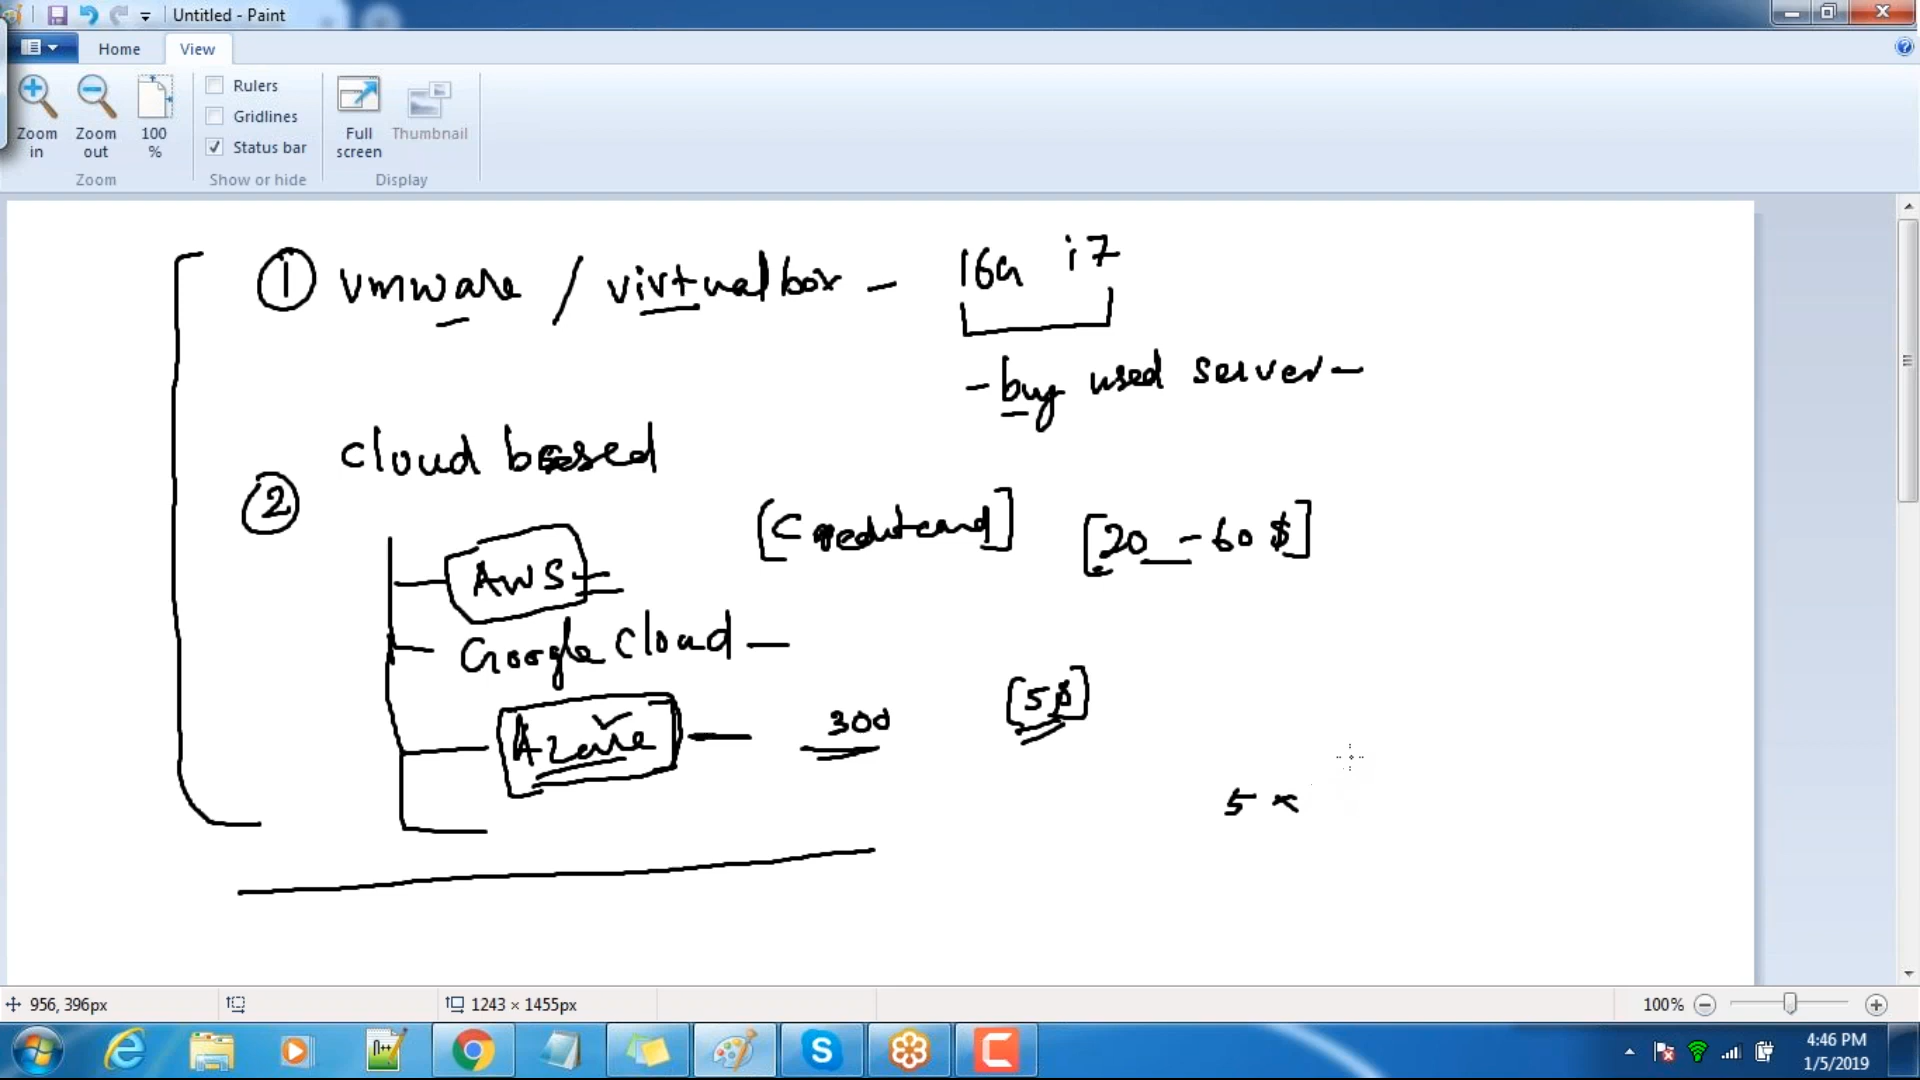 Untitled - Paint
Home View
Zoom in
Zoom out
100 %
Zoom
Rulers
Gridlines
Status bar
Show or hide
Full screen
Thumbnail
Display
① vmware / virtualbox - 16G i7
- buy used server -
cloud based
②
[Creditcard] [20 - 60 $]
AWS
Google Cloud -
Azure - 300 [5$]
5 ×
956, 396px
1243 × 1455px
100%
4:46 PM
1/5/2019